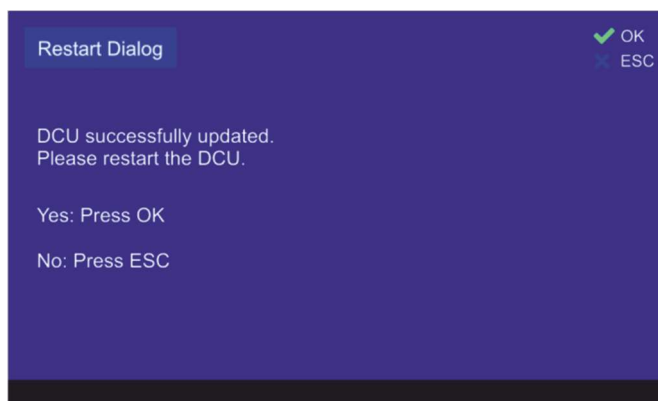 Restart Dialog
OK
ESC
DCU successfully updated.
Please restart the DCU.
Yes: Press OK
No: Press ESC